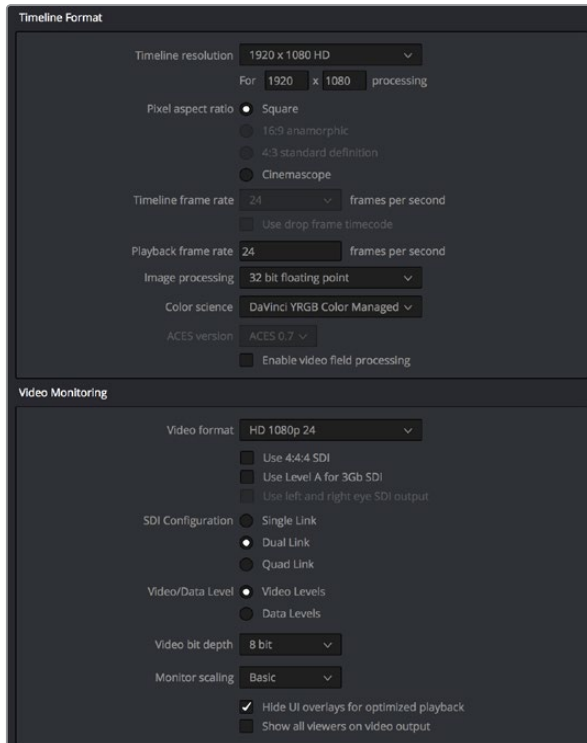 Timeline Format
Timeline resolution 1920 x 1080 HD
For 1920 x 1080 processing
Pixel aspect ratio Square
16:9 anamorphic
4:3 standard definition
Cinemascope
Timeline frame rate 24 frames per second
Use drop frame timecode
Playback frame rate 24 frames per second
Image processing 32 bit floating point
Color science DaVinci YRGB Color Managed
ACES version ACES 0.7
Enable video field processing
Video Monitoring
Video format HD 1080p 24
Use 4:4:4 SDI
Use Level A for 3Gb SDI
Use left and right eye SDI output
SDI Configuration Single Link
Dual Link
Quad Link
Video/Data Level Video Levels
Data Levels
Video bit depth 8 bit
Monitor scaling Basic
Hide UI overlays for optimized playback
Show all viewers on video output